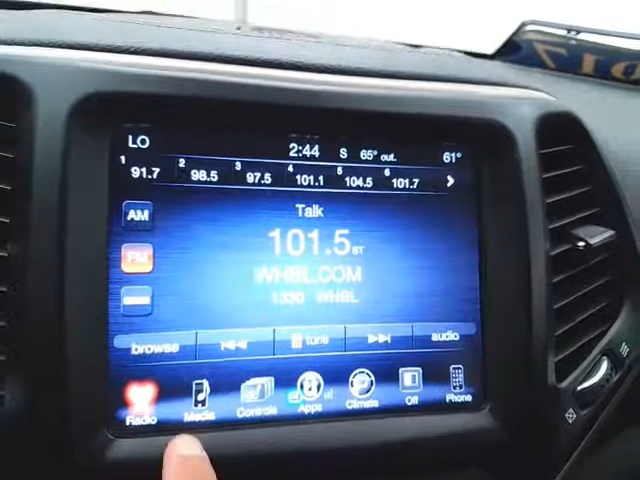 LO 2:44 S 65° out. 61°
1 91.7 2 98.5 3 97.5 4 101.1 5 104.5 6 101.7
AM
Talk
FM
101.5 ST
WHBL.COM
1330 WHBL
browse tune audio
Radio Media Controls Apps Climate Off Phone